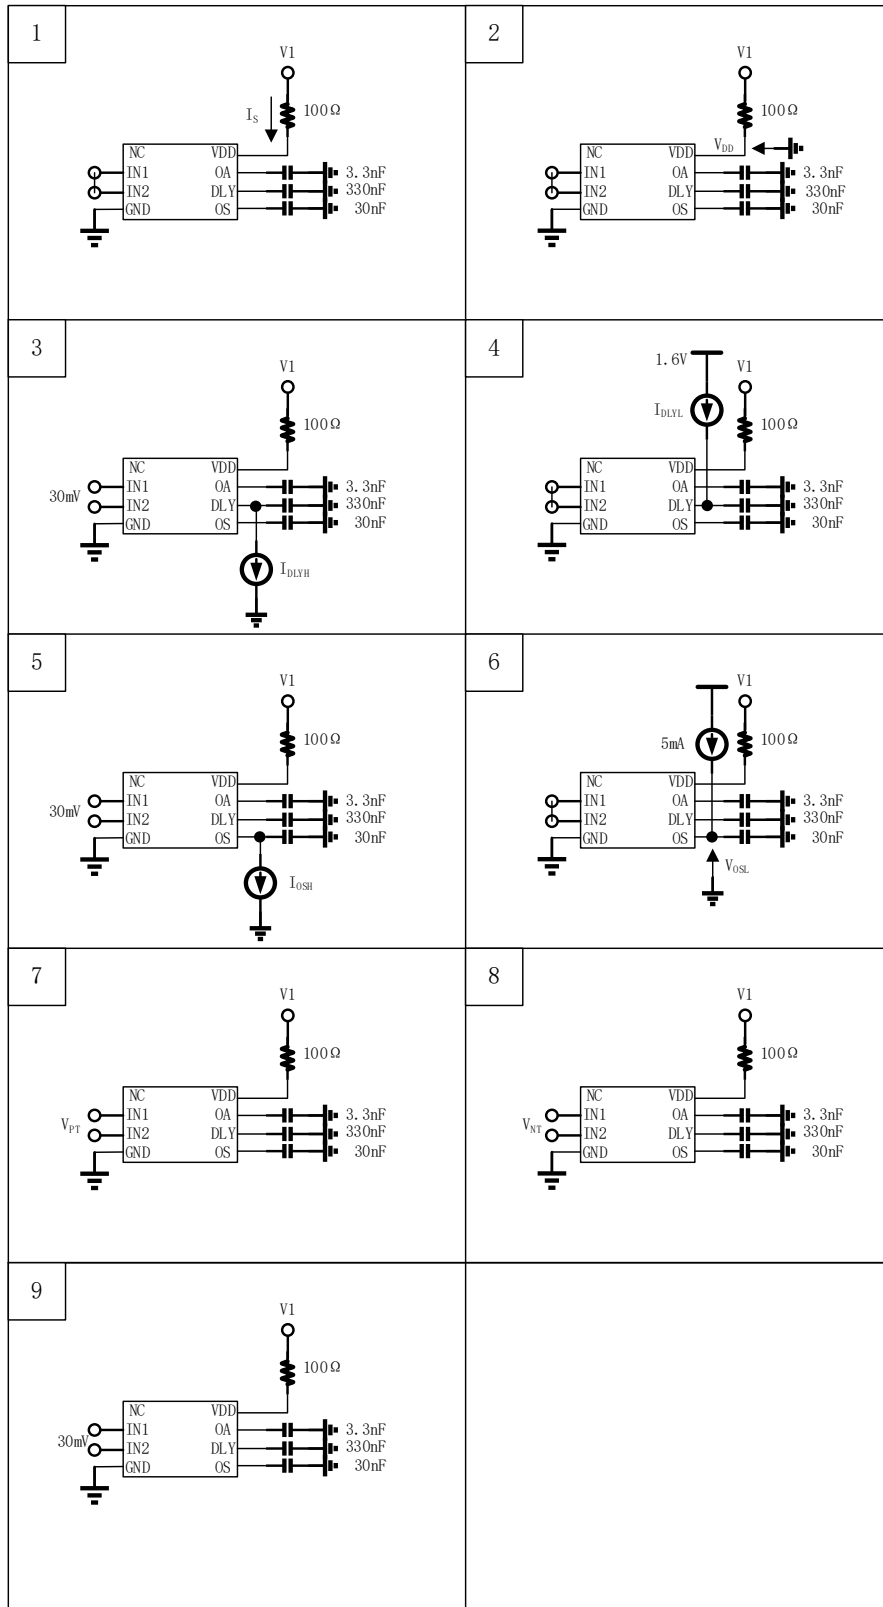 1
V1
I_S
100Ω
NC VDD
IN1 OA 3.3nF
IN2 DLY 330nF
GND OS 30nF
2
V1
100Ω
V_DD
NC VDD
IN1 OA 3.3nF
IN2 DLY 330nF
GND OS 30nF
3
V1
100Ω
NC VDD
30mV IN1 OA 3.3nF
IN2 DLY 330nF
GND OS 30nF
I_DLYH
4
1.6V V1
I_DLYL 100Ω
NC VDD
IN1 OA 3.3nF
IN2 DLY 330nF
GND OS 30nF
5
V1
100Ω
NC VDD
30mV IN1 OA 3.3nF
IN2 DLY 330nF
GND OS 30nF
I_OSH
6
V1
5mA 100Ω
NC VDD
IN1 OA 3.3nF
IN2 DLY 330nF
GND OS 30nF
V_OSL
7
V1
100Ω
NC VDD
V_PT IN1 OA 3.3nF
IN2 DLY 330nF
GND OS 30nF
8
V1
100Ω
NC VDD
V_NT IN1 OA 3.3nF
IN2 DLY 330nF
GND OS 30nF
9
V1
100Ω
NC VDD
30mV IN1 OA 3.3nF
IN2 DLY 330nF
GND OS 30nF